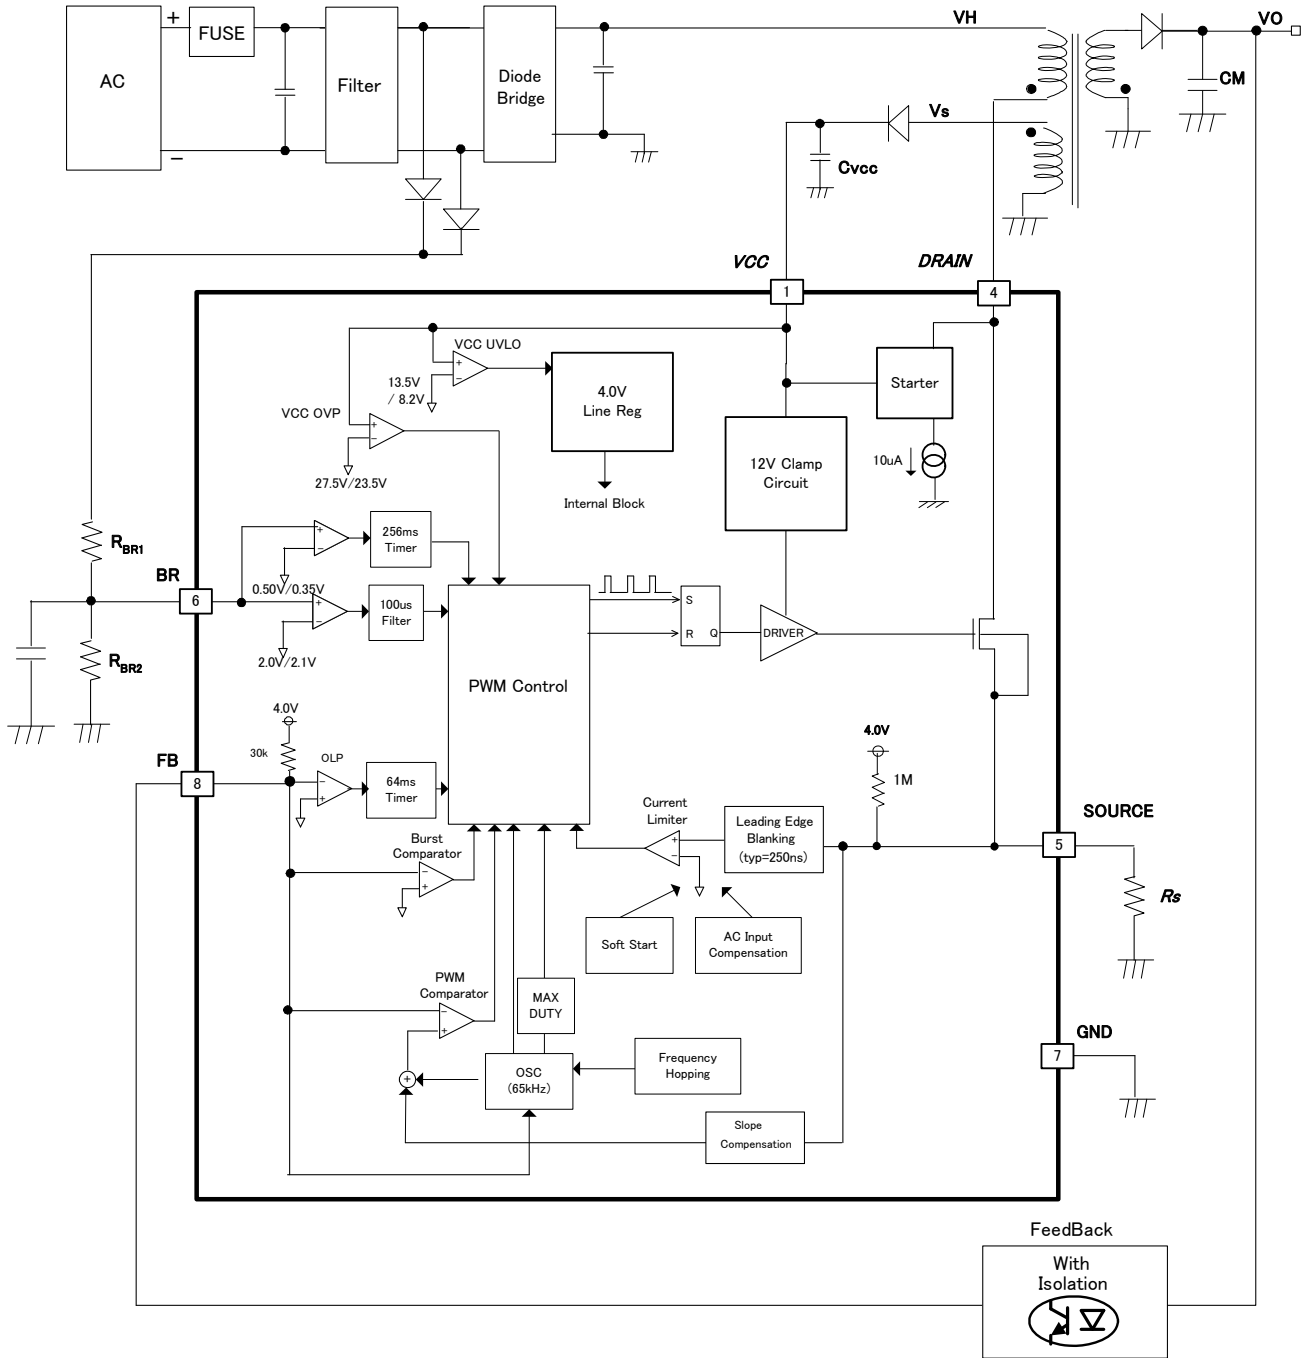 VH
VO
+
FUSE
AC
Filter
Diode
Bridge
CM
Vs
−
Cvcc
VCC
DRAIN
1
4
VCC UVLO
+
−
13.5V
/ 8.2V
4.0V
Line Reg
Starter
VCC OVP
+
−
12V Clamp
Circuit
10uA
27.5V/23.5V
Internal Block
RBR1
+
−
256ms
Timer
BR
0.50V/0.35V
6
+
−
100us
Filter
S
R
Q
DRIVER
2.0V/2.1V
RBR2
PWM Control
4.0V
4.0V
30k
FB
OLP
8
−
+
64ms
Timer
1M
Current
Limiter
SOURCE
+
−
Leading Edge
Blanking
(typ=250ns)
Burst
Comparator
5
−
+
Rs
Soft Start
AC Input
Compensation
PWM
Comparator
MAX
DUTY
−
+
GND
7
Frequency
Hopping
OSC
(65kHz)
+
Slope
Compensation
FeedBack
With
Isolation